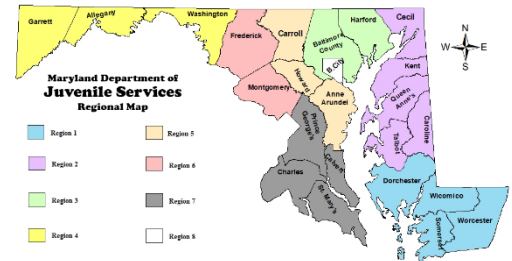 Garrett
Allegany
Washington
Frederick
Carroll
Baltimore
County
Harford
Cecil
B.City
Howard
Montgomery
Anne
Arundel
Kent
Queen
Anne's
Caroline
Talbot
Prince
George's
Calvert
Charles
St. Mary's
Dorchester
Wicomico
Somerset
Worcester
N
W
E
S
Maryland Department of
Juvenile Services
Regional Map
Region 1
Region 5
Region 2
Region 6
Region 3
Region 7
Region 4
Region 8